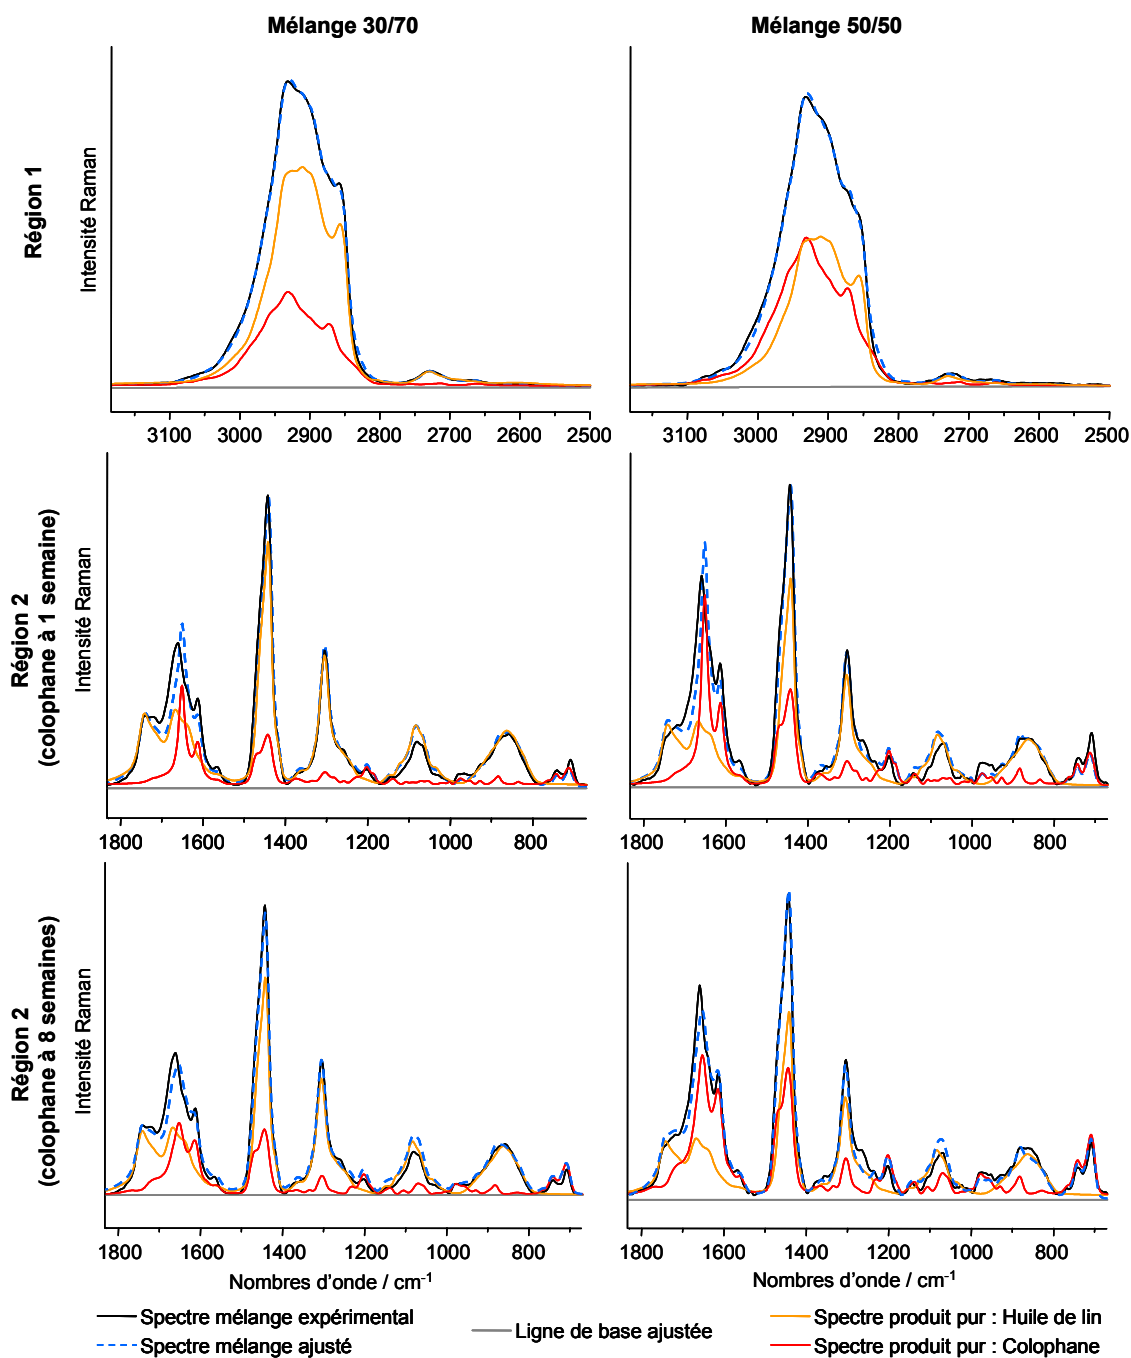 Mélange 30/70
Mélange 50/50
Région 1
Intensité Raman
3100 3000 2900 2800 2700 2600 2500
3100 3000 2900 2800 2700 2600 2500
Région 2
(colophane à 1 semaine)
Intensité Raman
1800 1600 1400 1200 1000 800
1800 1600 1400 1200 1000 800
Région 2
(colophane à 8 semaines)
Intensité Raman
1800 1600 1400 1200 1000 800
1800 1600 1400 1200 1000 800
Nombres d’onde / cm⁻¹
Nombres d’onde / cm⁻¹
Spectre mélange expérimental
Spectre mélange ajusté
Ligne de base ajustée
Spectre produit pur : Huile de lin
Spectre produit pur : Colophane